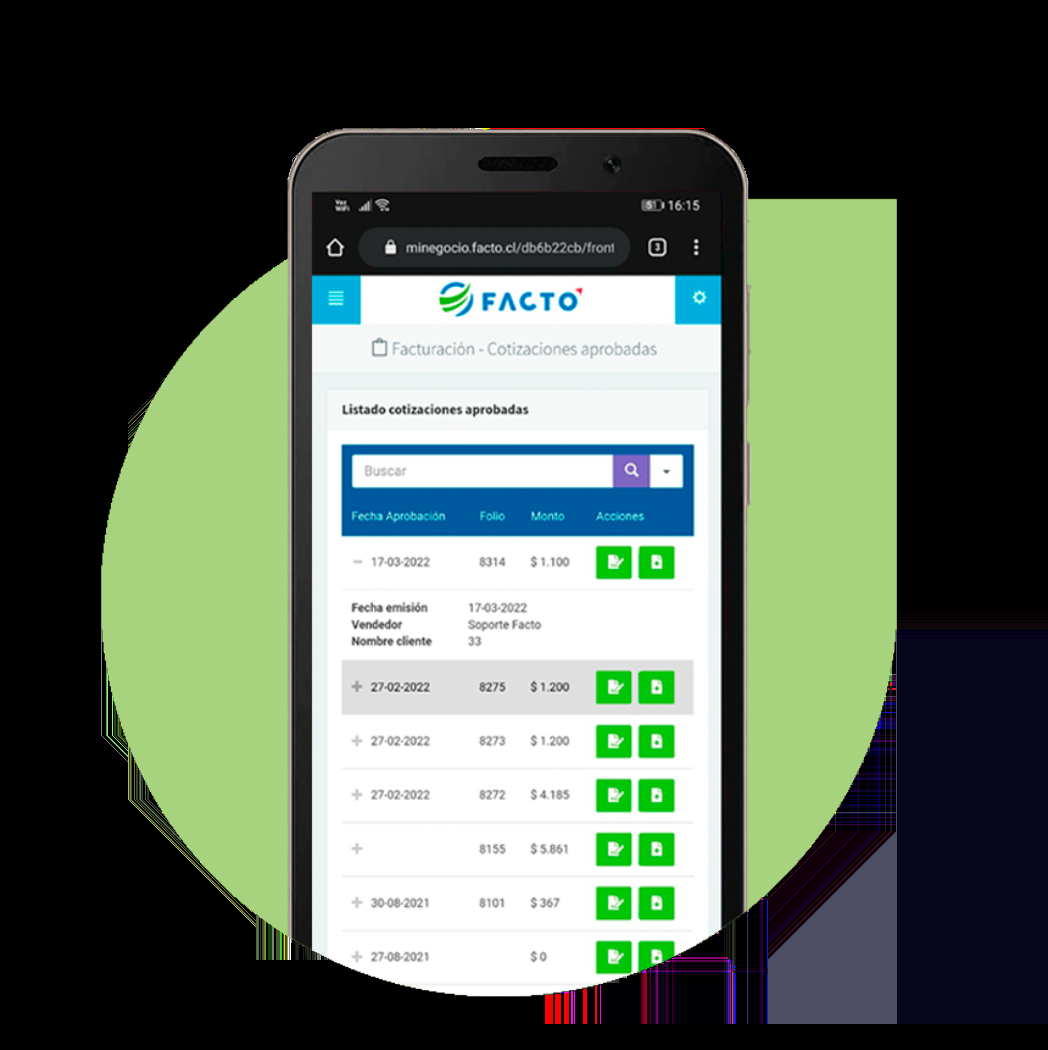 Voz
WiFi
51 16:15
minegocio.facto.cl/db6b22cb/front
3
FACTO
Facturación - Cotizaciones aprobadas
Listado cotizaciones aprobadas
Buscar
Fecha Aprobación Folio Monto Acciones
17-03-2022 8314 $ 1.100
Fecha emisión 17-03-2022
Vendedor Soporte Facto
Nombre cliente 33
27-02-2022 8275 $ 1.200
27-02-2022 8273 $ 1.200
27-02-2022 8272 $ 4.185
8155 $ 5.861
30-08-2021 8101 $ 367
27-08-2021 $ 0